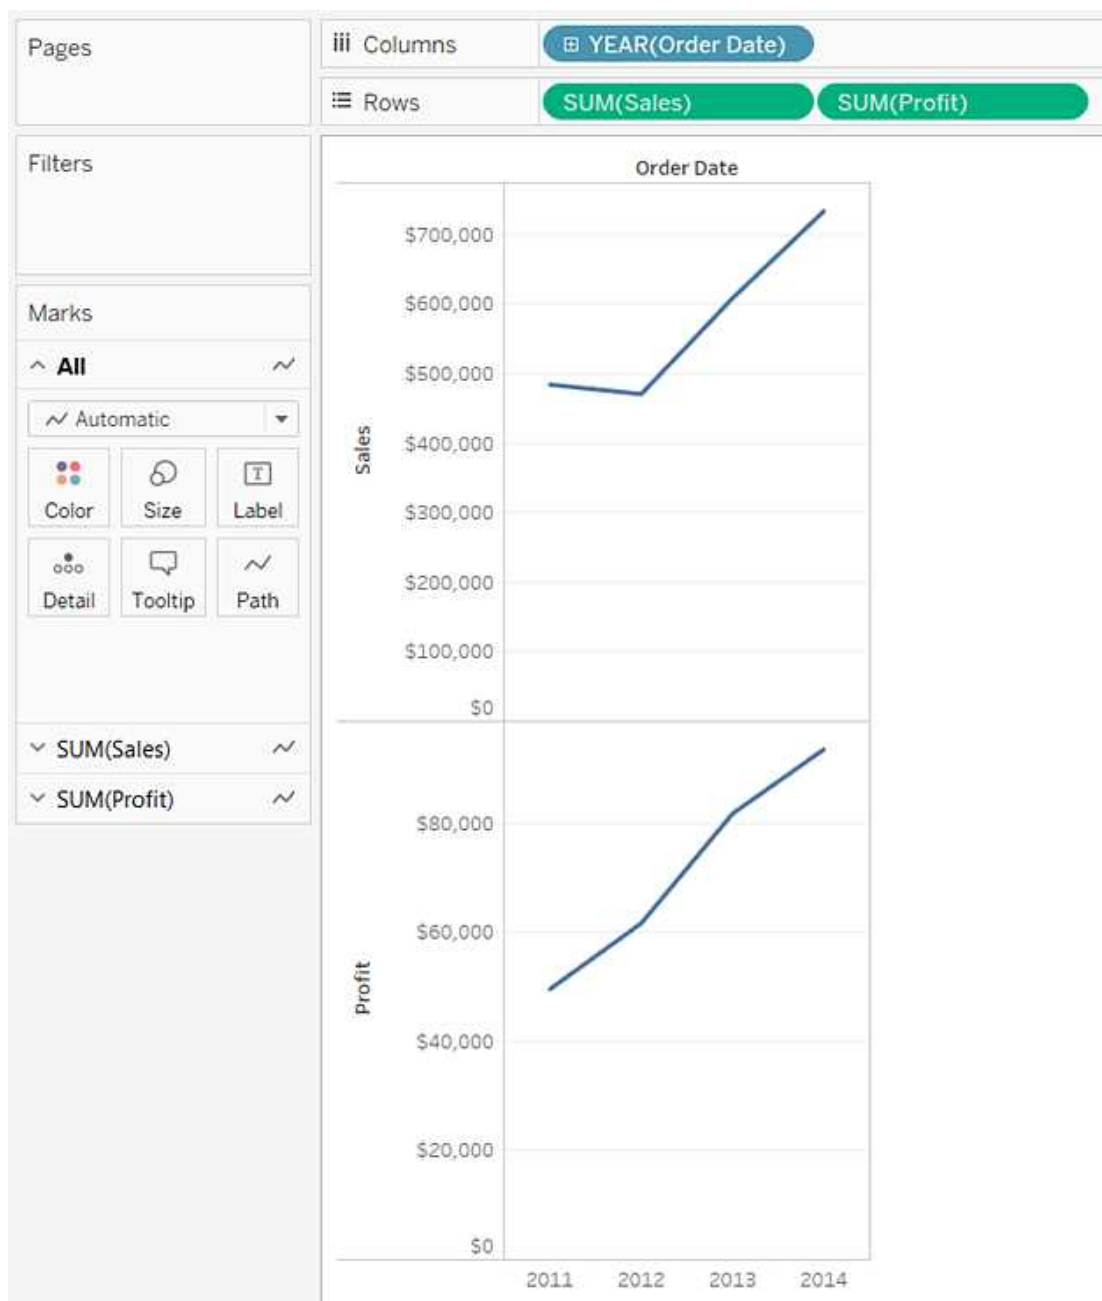 Pages
Columns
YEAR(Order Date)
Rows
SUM(Sales)
SUM(Profit)
Filters
Marks
All
Automatic
Color
Size
Label
Detail
Tooltip
Path
SUM(Sales)
SUM(Profit)
Order Date
Sales
$700,000
$600,000
$500,000
$400,000
$300,000
$200,000
$100,000
$0
Profit
$80,000
$60,000
$40,000
$20,000
$0
2011 2012 2013 2014